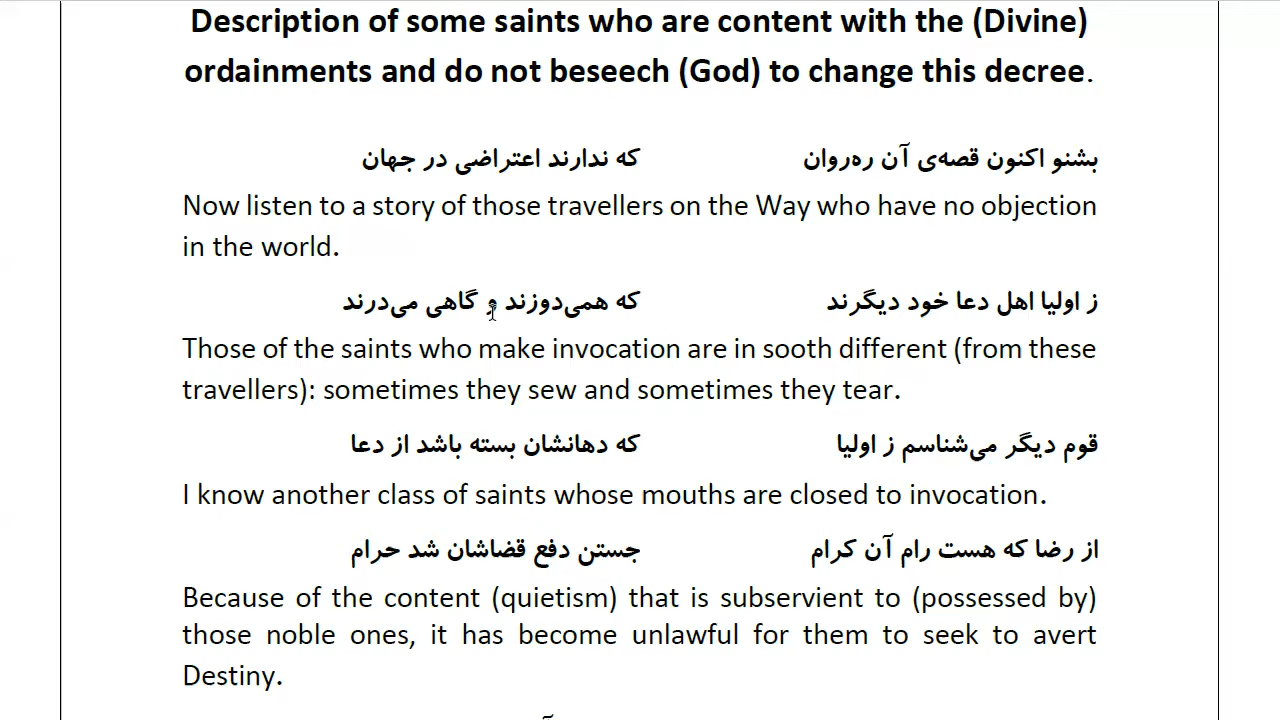 Description of some saints who are content with the (Divine)
ordainments and do not beseech (God) to change this decree.
بشنو اکنون قصه‌ی آن ره‌روان که ندارند اعتراضی در جهان
Now listen to a story of those travellers on the Way who have no objection
in the world.
ز اولیا اهل دعا خود دیگرند که همی‌دوزند و گاهی می‌درند
Those of the saints who make invocation are in sooth different (from these
travellers): sometimes they sew and sometimes they tear.
قوم دیگر می‌شناسم ز اولیا که دهانشان بسته باشد از دعا
I know another class of saints whose mouths are closed to invocation.
از رضا که هست رام آن کرام جستن دفع قضاشان شد حرام
Because of the content (quietism) that is subservient to (possessed by)
those noble ones, it has become unlawful for them to seek to avert
Destiny.